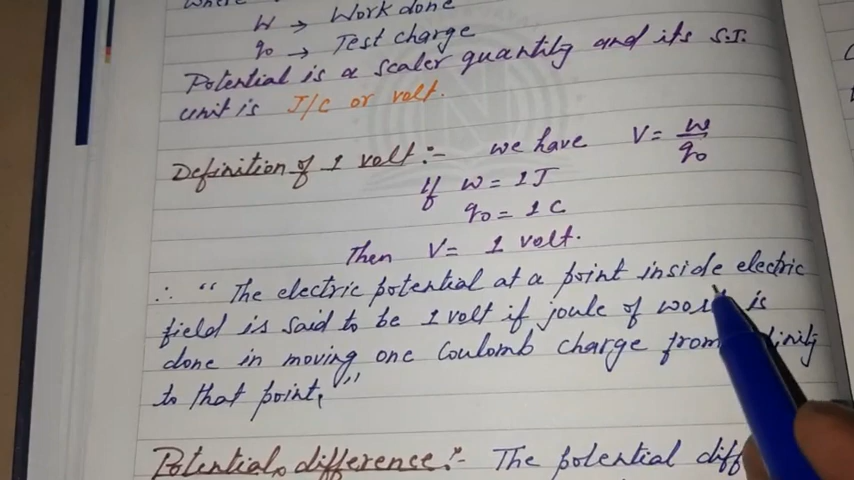 where
W → Work done
q0 → Test charge
Potential is a scaler quantity and its S.I.
unit is J/C or volt.
Definition of 1 volt :- we have V = W/q0
If W = 1J
q0 = 1 C
Then V = 1 volt.
∴ " The electric potential at a point inside electric
field is said to be 1 volt if joule of work is
done in moving one Coulomb charge from
to that point,"
Potential difference :- The potential